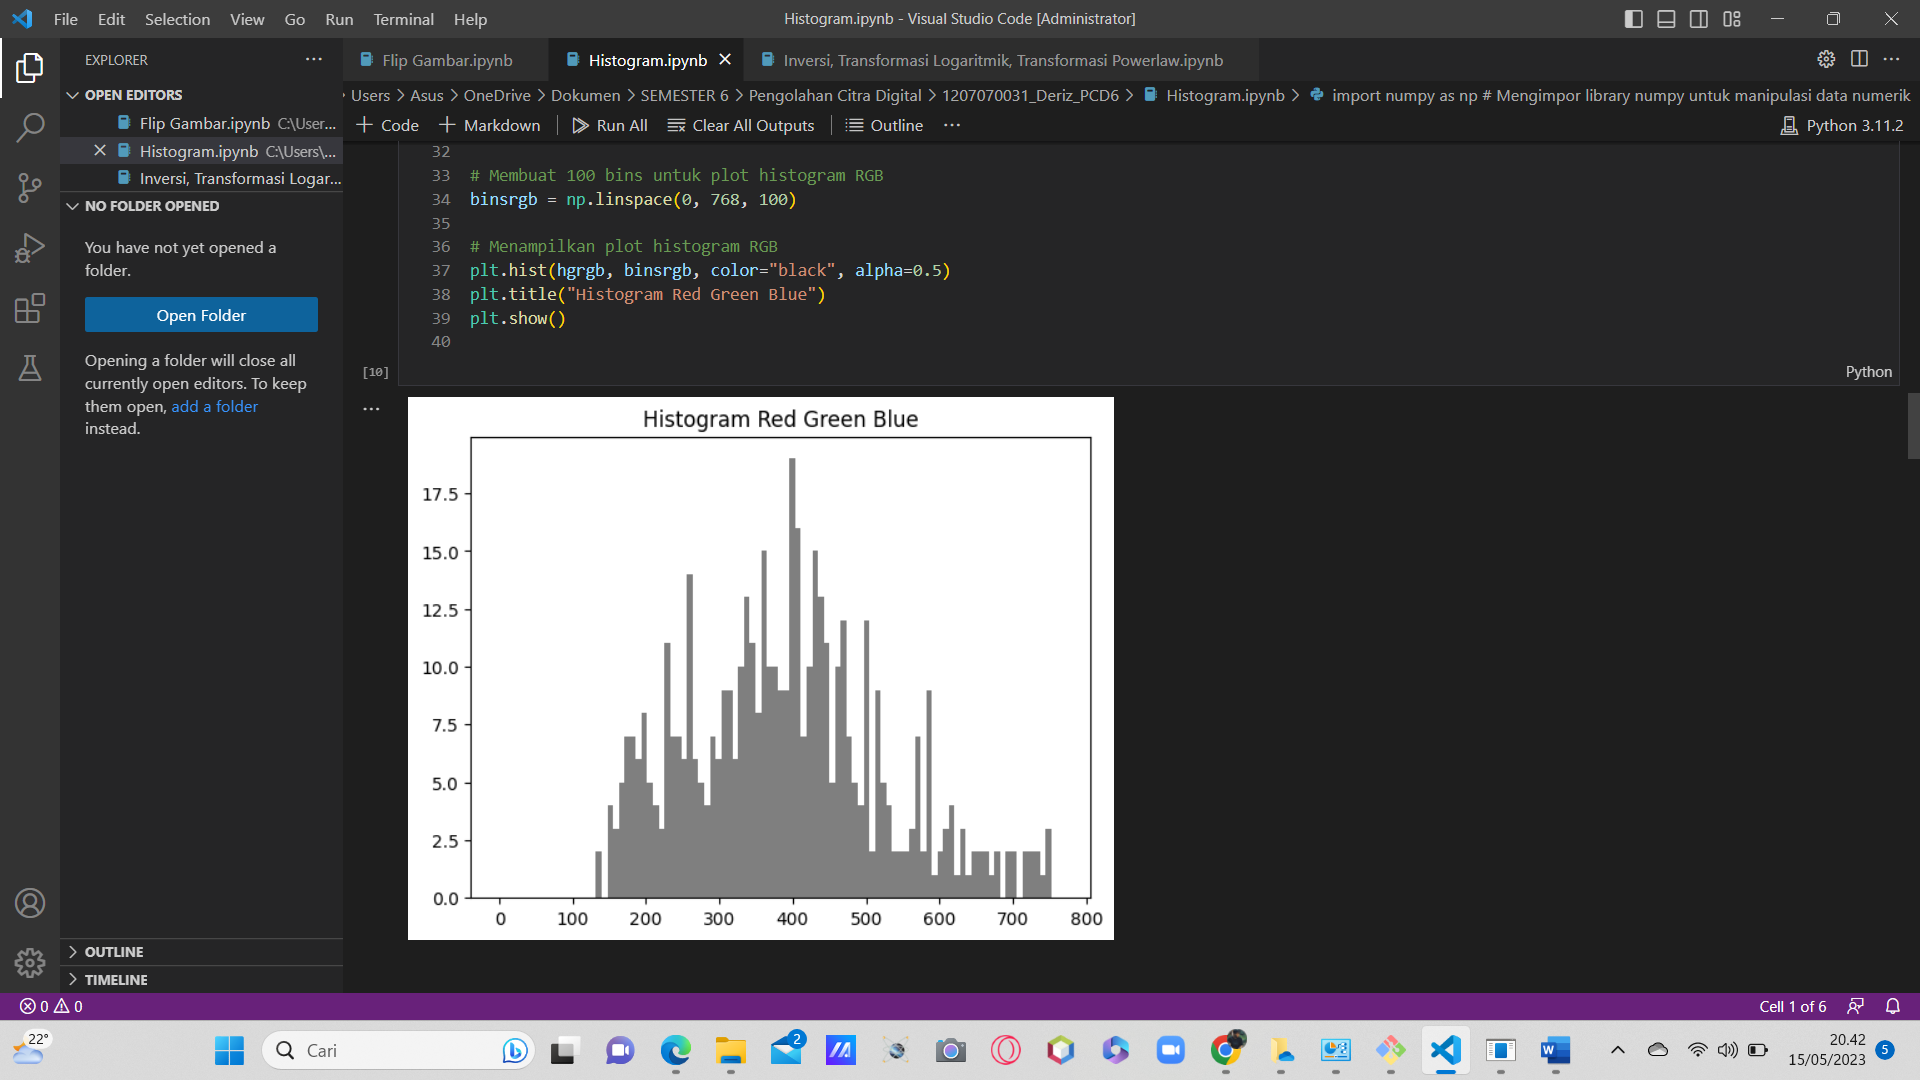 File Edit Selection View Go Run Terminal Help
Histogram.ipynb - Visual Studio Code [Administrator]
EXPLORER
Flip Gambar.ipynb
Histogram.ipynb
Inversi, Transformasi Logaritmik, Transformasi Powerlaw.ipynb
OPEN EDITORS
Flip Gambar.ipynb C:\User...
Histogram.ipynb C:\Users\...
Inversi, Transformasi Logar...
NO FOLDER OPENED
You have not yet opened a
folder.
Open Folder
Opening a folder will close all
currently open editors. To keep
them open, add a folder
instead.
OUTLINE
TIMELINE
Users > Asus > OneDrive > Dokumen > SEMESTER 6 > Pengolahan Citra Digital > 1207070031_Deriz_PCD6 > Histogram.ipynb > import numpy as np # Mengimpor library numpy untuk manipulasi data numerik
+ Code + Markdown Run All Clear All Outputs Outline ...
Python 3.11.2
32
33 # Membuat 100 bins untuk plot histogram RGB
34 binsrgb = np.linspace(0, 768, 100)
35
36 # Menampilkan plot histogram RGB
37 plt.hist(hgrgb, binsrgb, color="black", alpha=0.5)
38 plt.title("Histogram Red Green Blue")
39 plt.show()
40
[10]
Python
Histogram Red Green Blue
17.5
15.0
12.5
10.0
7.5
5.0
2.5
0.0
0 100 200 300 400 500 600 700 800
0 0
Cell 1 of 6
22°
Cari
2
20.42
15/05/2023
5